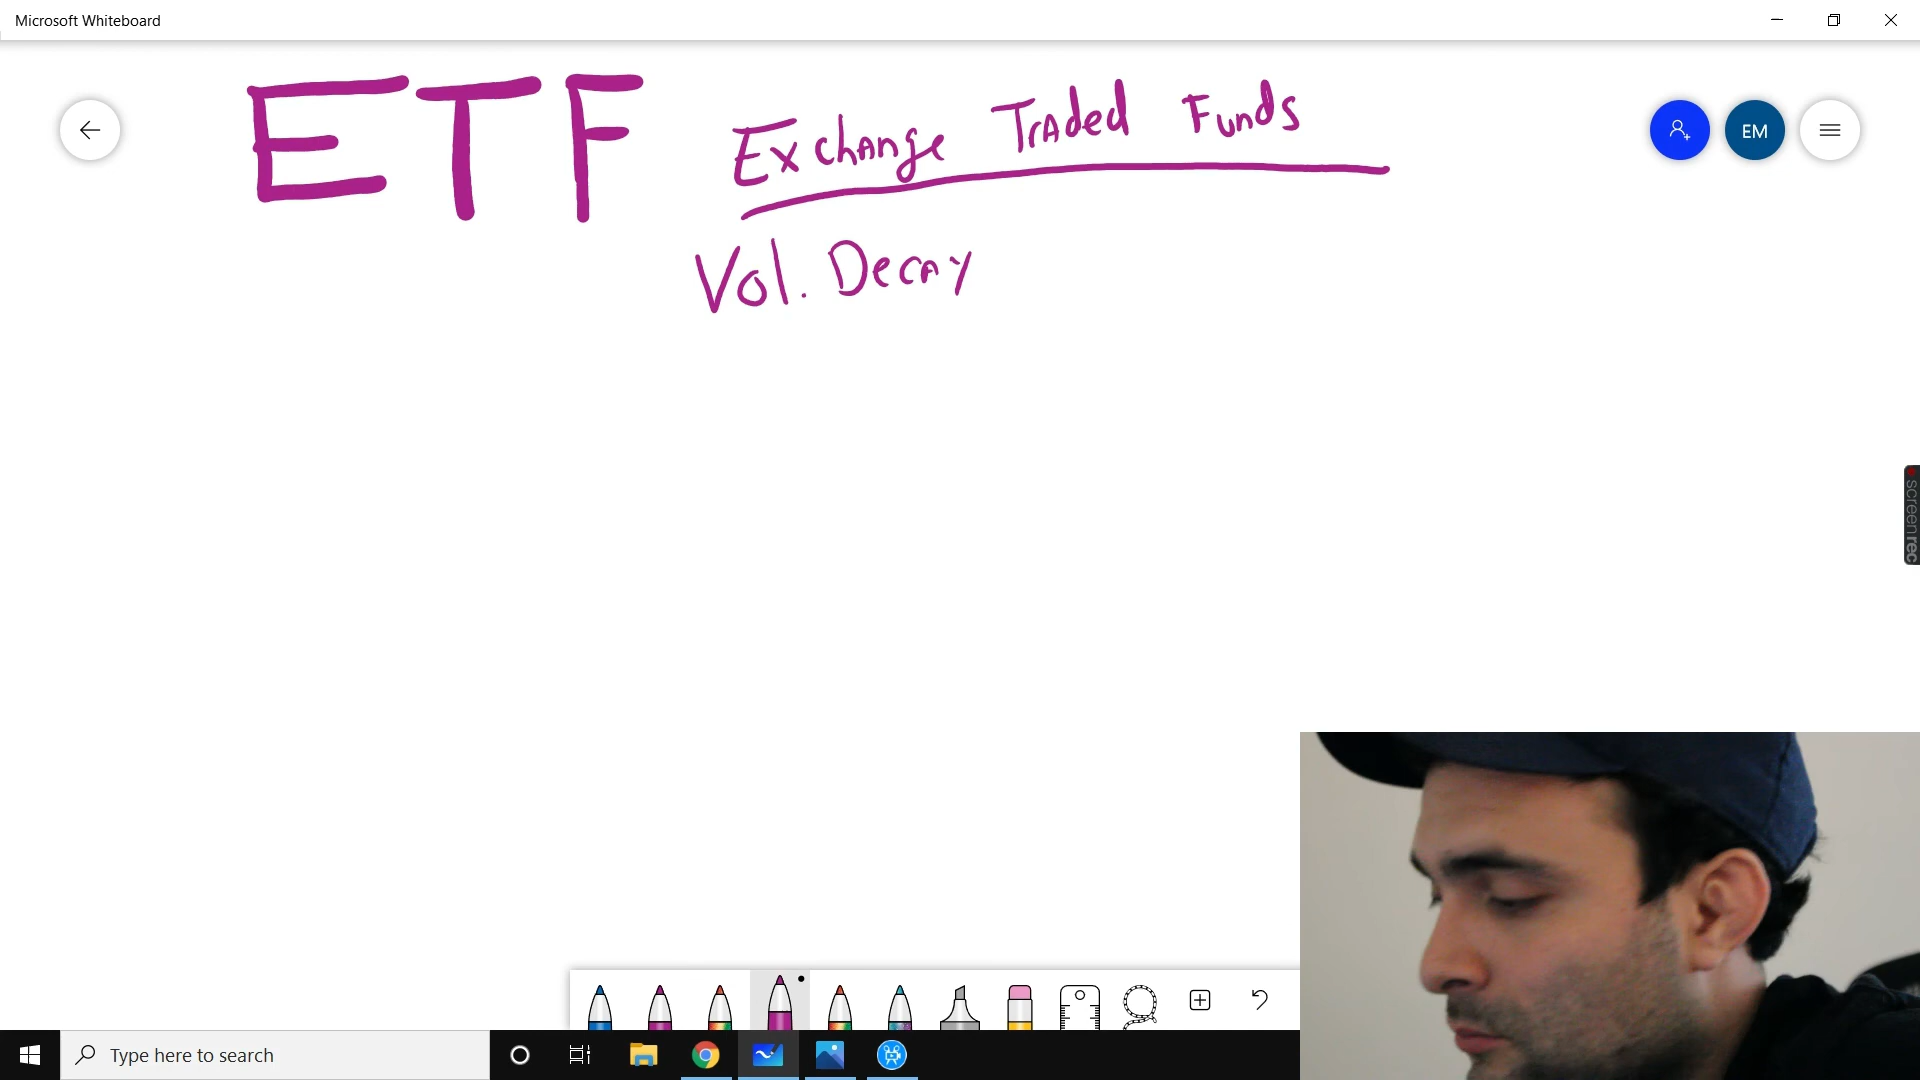 Microsoft Whiteboard
ETF Exchange Traded Funds
EM
Vol. Decay
screenrec
Type here to search